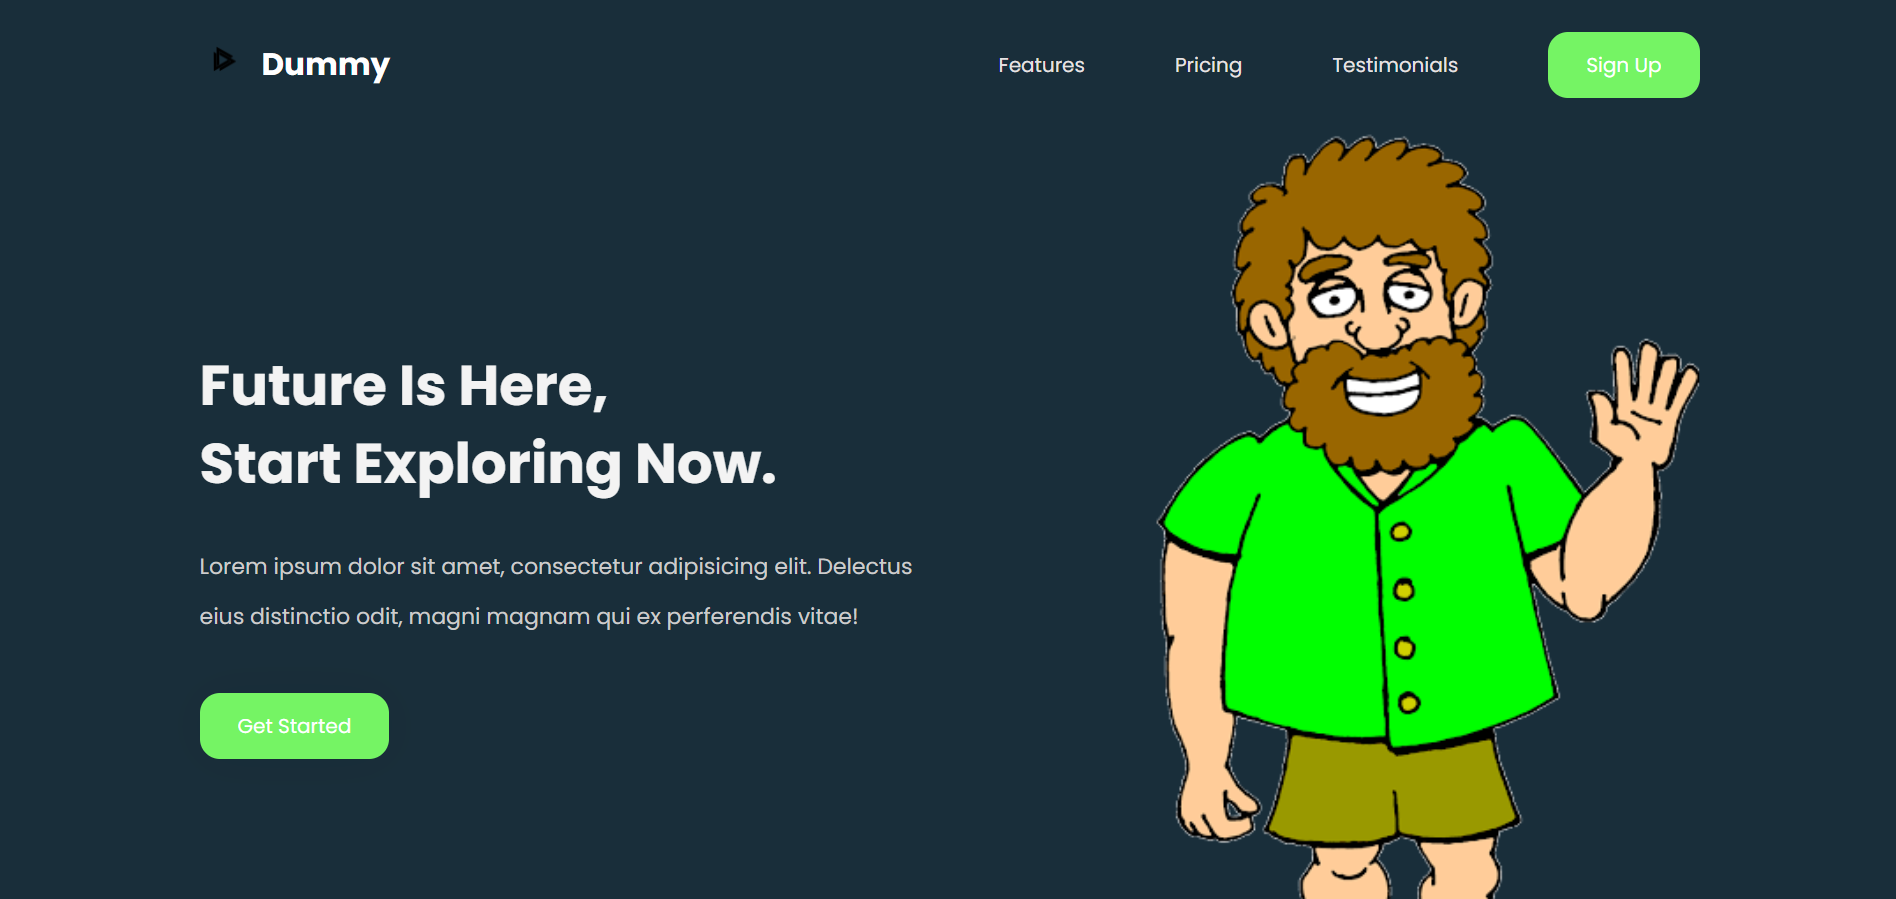 Dummy
Features
Pricing
Testimonials
Sign Up
Future Is Here,
Start Exploring Now.
Lorem ipsum dolor sit amet, consectetur adipisicing elit. Delectus
eius distinctio odit, magni magnam qui ex perferendis vitae!
Get Started